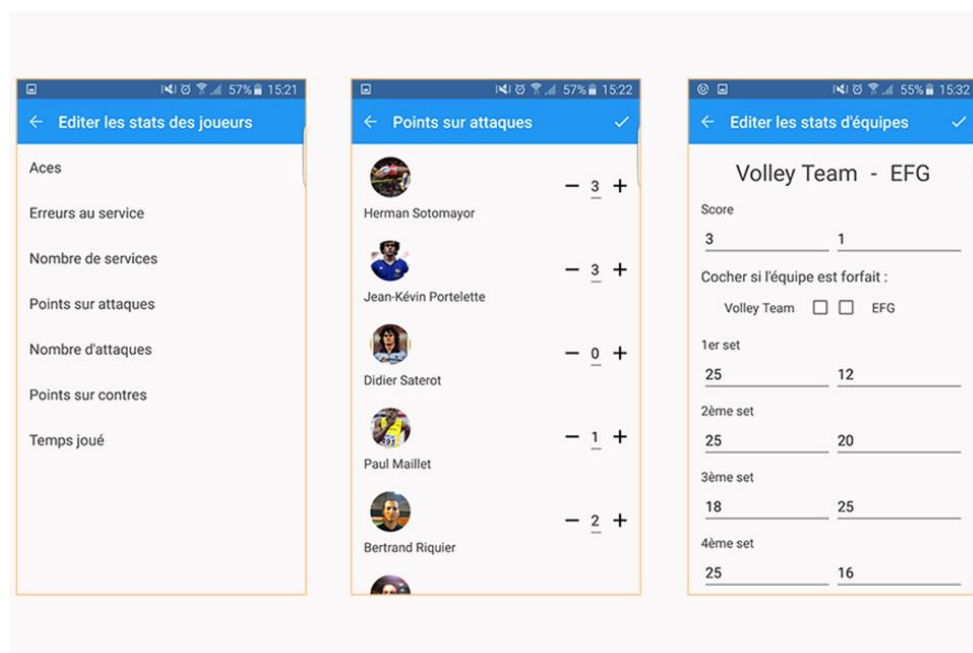 57% 15:21
Editer les stats des joueurs
Aces
Erreurs au service
Nombre de services
Points sur attaques
Nombre d'attaques
Points sur contres
Temps joué
57% 15:22
Points sur attaques
3
Herman Sotomayor
3
Jean-Kévin Portelette
0
Didier Saterot
1
Paul Maillet
2
Bertrand Riquier
55% 15:32
Editer les stats d'équipes
Volley Team - EFG
Score
3 1
Cocher si l'équipe est forfait :
Volley Team EFG
1er set
25 12
2ème set
25 20
3ème set
18 25
4ème set
25 16